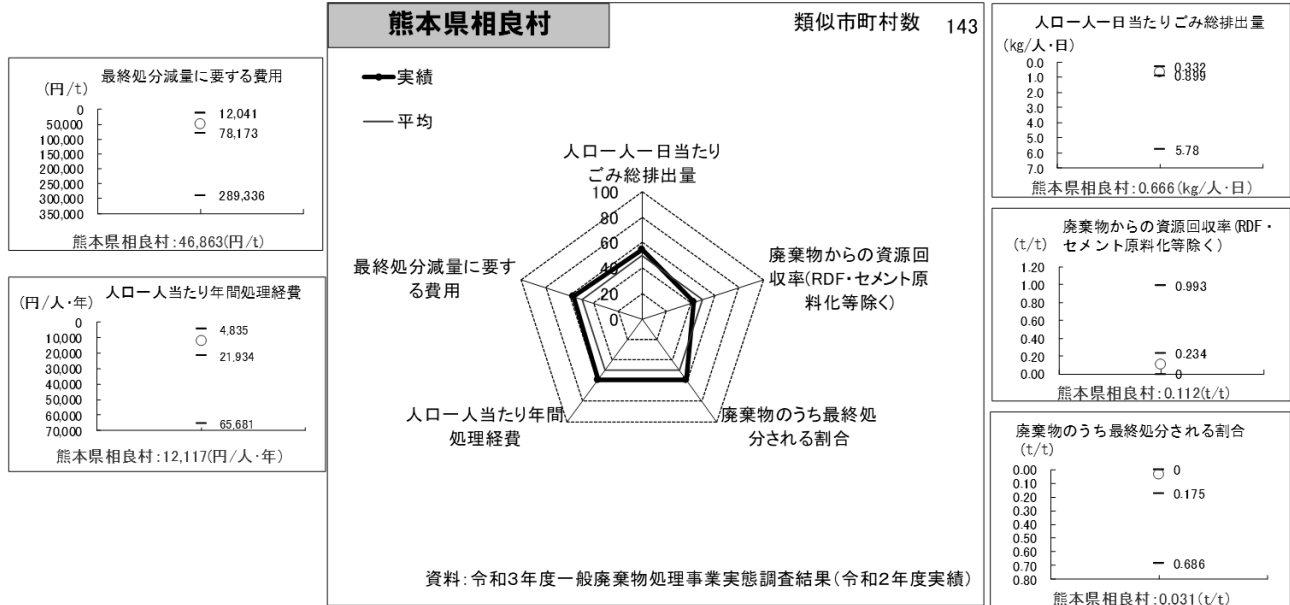 熊本県相良村
類似市町村数 143
実績
平均
人口一人一日当たり
ごみ総排出量
100
80
60
40
20
0
廃棄物からの資源回
収率(RDF・セメント原
料化等除く)
廃棄物のうち最終処
分される割合
人口一人当たり年間
処理経費
最終処分減量に要す
る費用
資料:令和3年度一般廃棄物処理事業実態調査結果(令和2年度実績)
最終処分減量に要する費用
(円/t)
0
50,000
100,000
150,000
200,000
250,000
300,000
350,000
12,041
78,173
289,336
熊本県相良村:46,863(円/t)
人口一人当たり年間処理経費
(円/人・年)
0
10,000
20,000
30,000
40,000
50,000
60,000
70,000
4,835
21,934
65,681
熊本県相良村:12,117(円/人・年)
人口一人一日当たりごみ総排出量
(kg/人・日)
0.0
1.0
2.0
3.0
4.0
5.0
6.0
7.0
0.332
0.899
5.78
熊本県相良村:0.666(kg/人・日)
廃棄物からの資源回収率(RDF・
セメント原料化等除く)
(t/t)
1.20
1.00
0.80
0.60
0.40
0.20
0.00
0.993
0.234
0
熊本県相良村:0.112(t/t)
廃棄物のうち最終処分される割合
(t/t)
0.00
0.10
0.20
0.30
0.40
0.50
0.60
0.70
0.80
0
0.175
0.686
熊本県相良村:0.031(t/t)